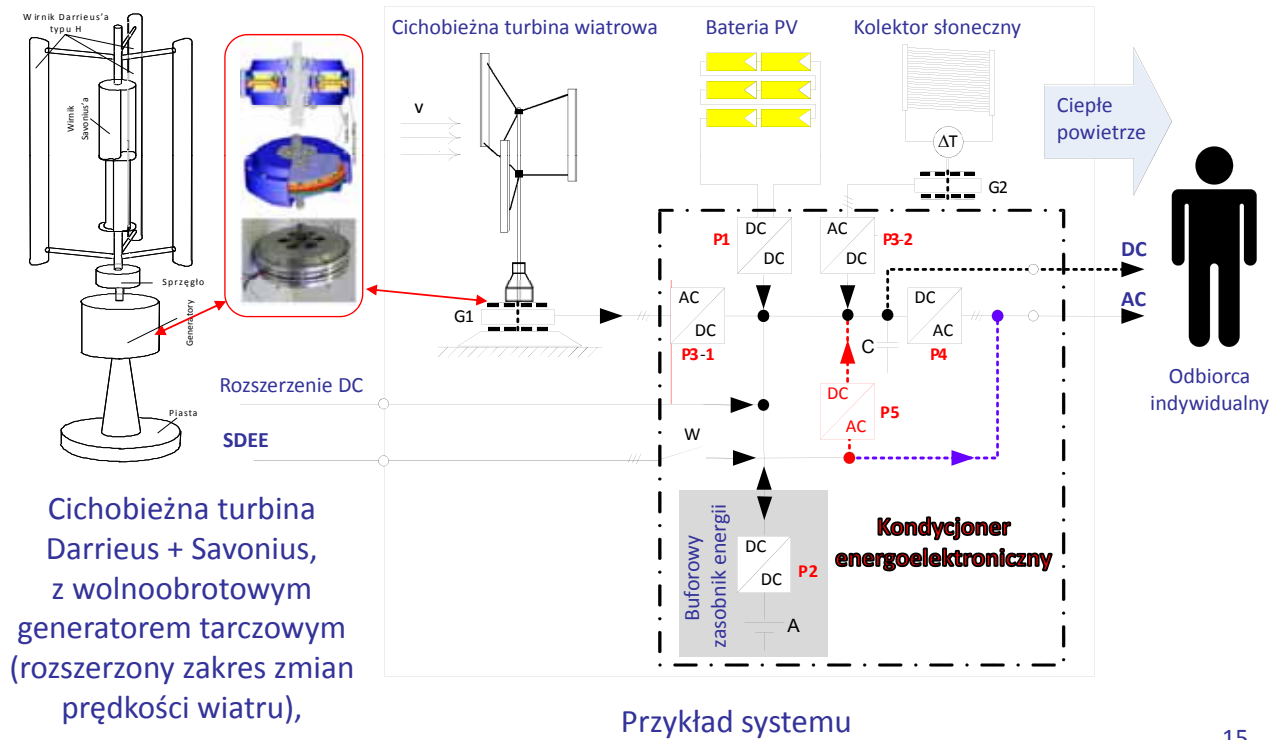 Wirnik Darrieus'a
typu H
Wirnik
Savonius'a
Sprzęgło
Generatory
Piasta
Cichobieżna turbina wiatrowa
Bateria PV
Kolektor słoneczny
v
Ciepłe
powietrze
ΔT
G2
DC
DC
P1
AC
DC
P3-2
DC
AC
G1
AC
DC
P3-1
DC
AC
P4
C
Odbiorca
indywidualny
Rozszerzenie DC
DC
AC
P5
SDEE
W
Buforowy
zasobnik energii
DC
DC
P2
A
Kondycjoner
energoelektroniczny
Cichobieżna turbina
Darrieus + Savonius,
z wolnoobrotowym
generatorem tarczowym
(rozszerzony zakres zmian
prędkości wiatru),
Przykład systemu
15